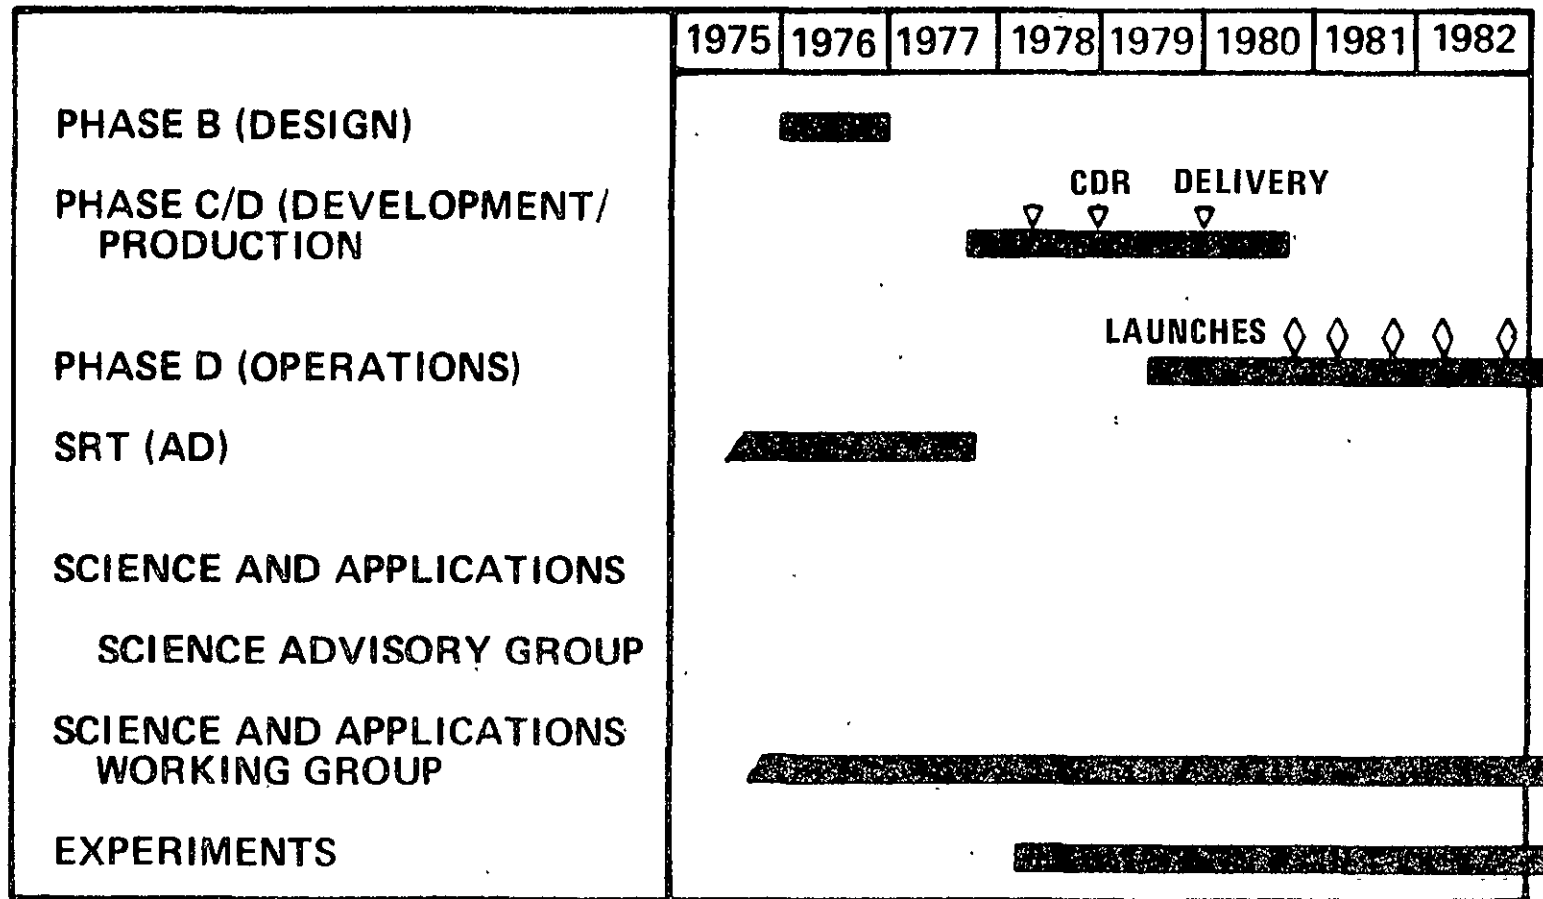 1975 1976 1977 1978 1979 1980 1981 1982
PHASE B (DESIGN)
CDR DELIVERY
PHASE C/D (DEVELOPMENT/
PRODUCTION
LAUNCHES
PHASE D (OPERATIONS)
SRT (AD)
SCIENCE AND APPLICATIONS
SCIENCE ADVISORY GROUP
SCIENCE AND APPLICATIONS
WORKING GROUP
EXPERIMENTS